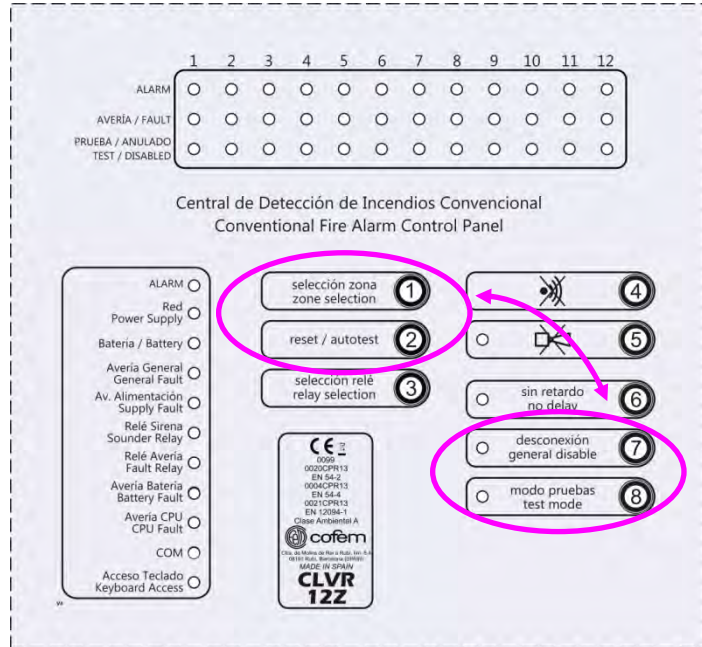 1 2 3 4 5 6 7 8 9 10 11 12
ALARM
AVERÍA / FAULT
PRUEBA / ANULADO
TEST / DISABLED
Central de Detección de Incendios Convencional
Conventional Fire Alarm Control Panel
ALARM
Red
Power Supply
Bateria / Battery
Avería General
General Fault
Av. Alimentación
Supply Fault
Relé Sirena
Sounder Relay
Relé Avería
Fault Relay
Avería Bateria
Battery Fault
Avería CPU
CPU Fault
COM
Acceso Teclado
Keyboard Access
selección zona
zone selection
1
reset / autotest
2
selección relé
relay selection
3
4
5
sin retardo
no delay
6
desconexión
general disable
7
modo pruebas
test mode
8
CE
0099
0020CPR13
EN 54-2
0004CPR13
EN 54-4
0021CPR13
EN 12094-1
Clase Ambiental A
cofem
MADE IN SPAIN
CLVR
12Z